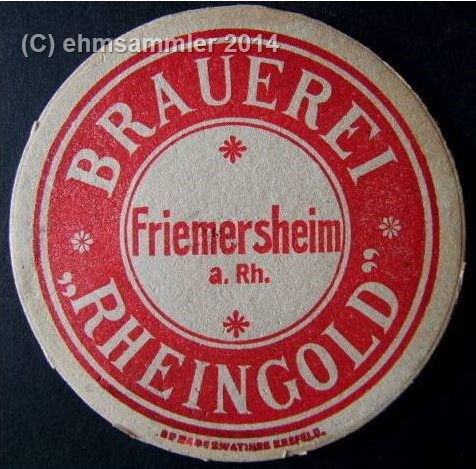 (C) ehmsammler 2014
BRAUEREI
Friemersheim
a. Rh.
„RHEINGOLD“